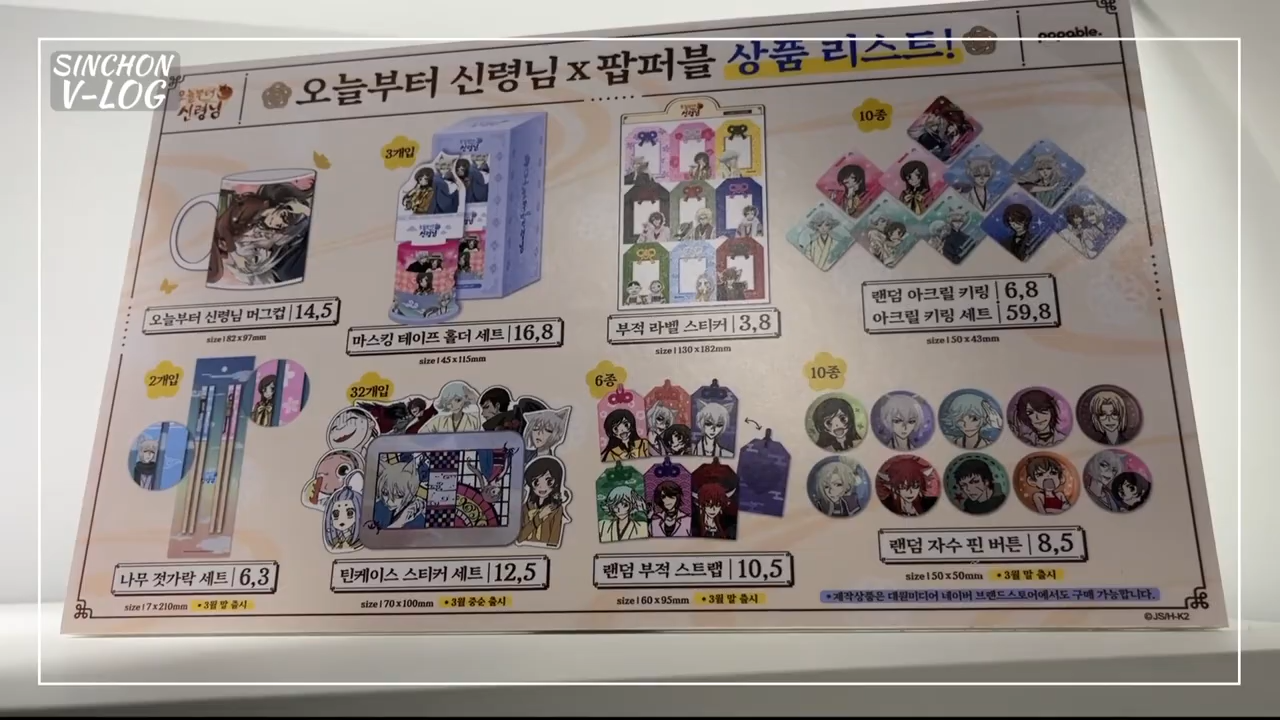 SINCHON
V-LOG
오늘부터
신령님
오늘부터 신령님 x 팝퍼블 상품 리스트!
popable.
오늘부터 신령님 머그컵 14,5
size | 82 x 97mm
3개입
마스킹 테이프 홀더 세트 16,8
size | 45 x 115mm
부적 라벨 스티커 3,8
size | 130 x 182mm
10종
랜덤 아크릴 키링 6,8
아크릴 키링 세트 59,8
size | 50 x 43mm
2개입
나무 젓가락 세트 6,3
size | 7 x 210mm • 3월 말 출시
32개입
틴케이스 스티커 세트 12,5
size | 70 x 100mm • 3월 중순 출시
6종
랜덤 부적 스트랩 10,5
size | 60 x 95mm • 3월 말 출시
10종
랜덤 자수 핀 버튼 8,5
size | 50 x 50mm • 3월 말 출시
• 제작상품은 대원미디어 네이버 브랜드스토어에서도 구매 가능합니다.
©JS/H-K2